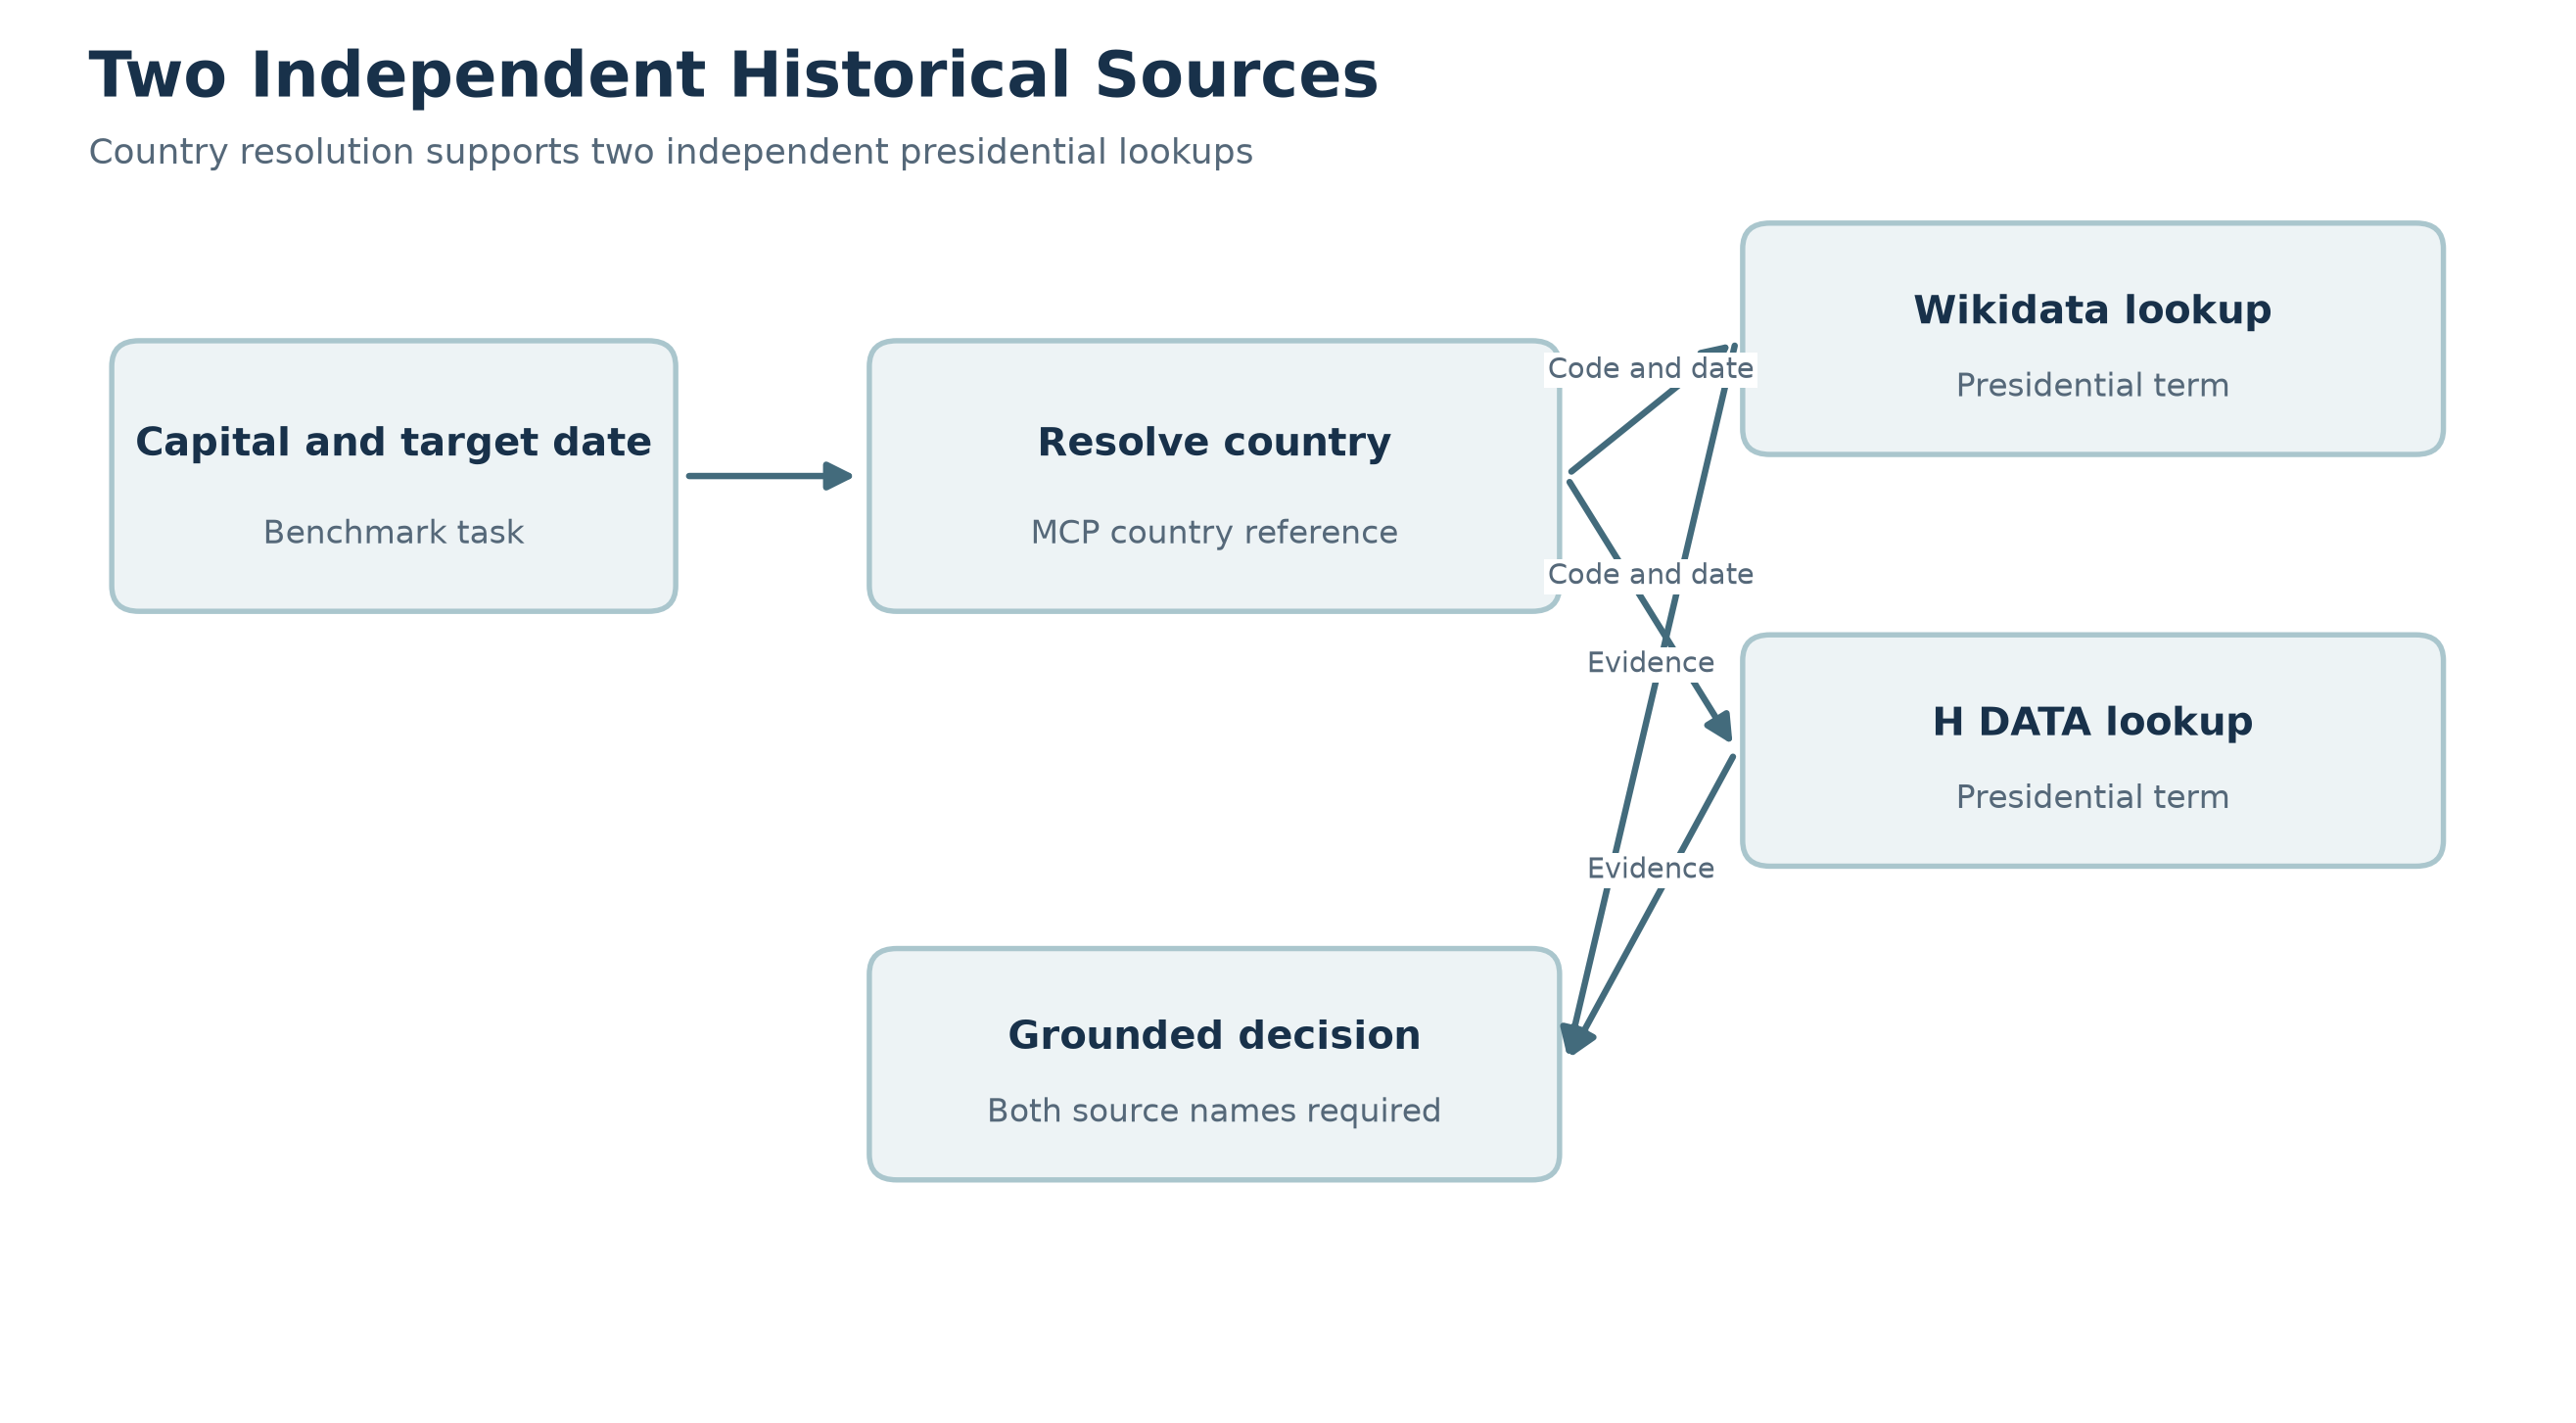 Two Independent Historical Sources
Country resolution supports two independent presidential lookups
Capital and target date
Benchmark task
Resolve country
MCP country reference
Code and date
Wikidata lookup
Presidential term
Code and date
Evidence
H DATA lookup
Presidential term
Evidence
Grounded decision
Both source names required